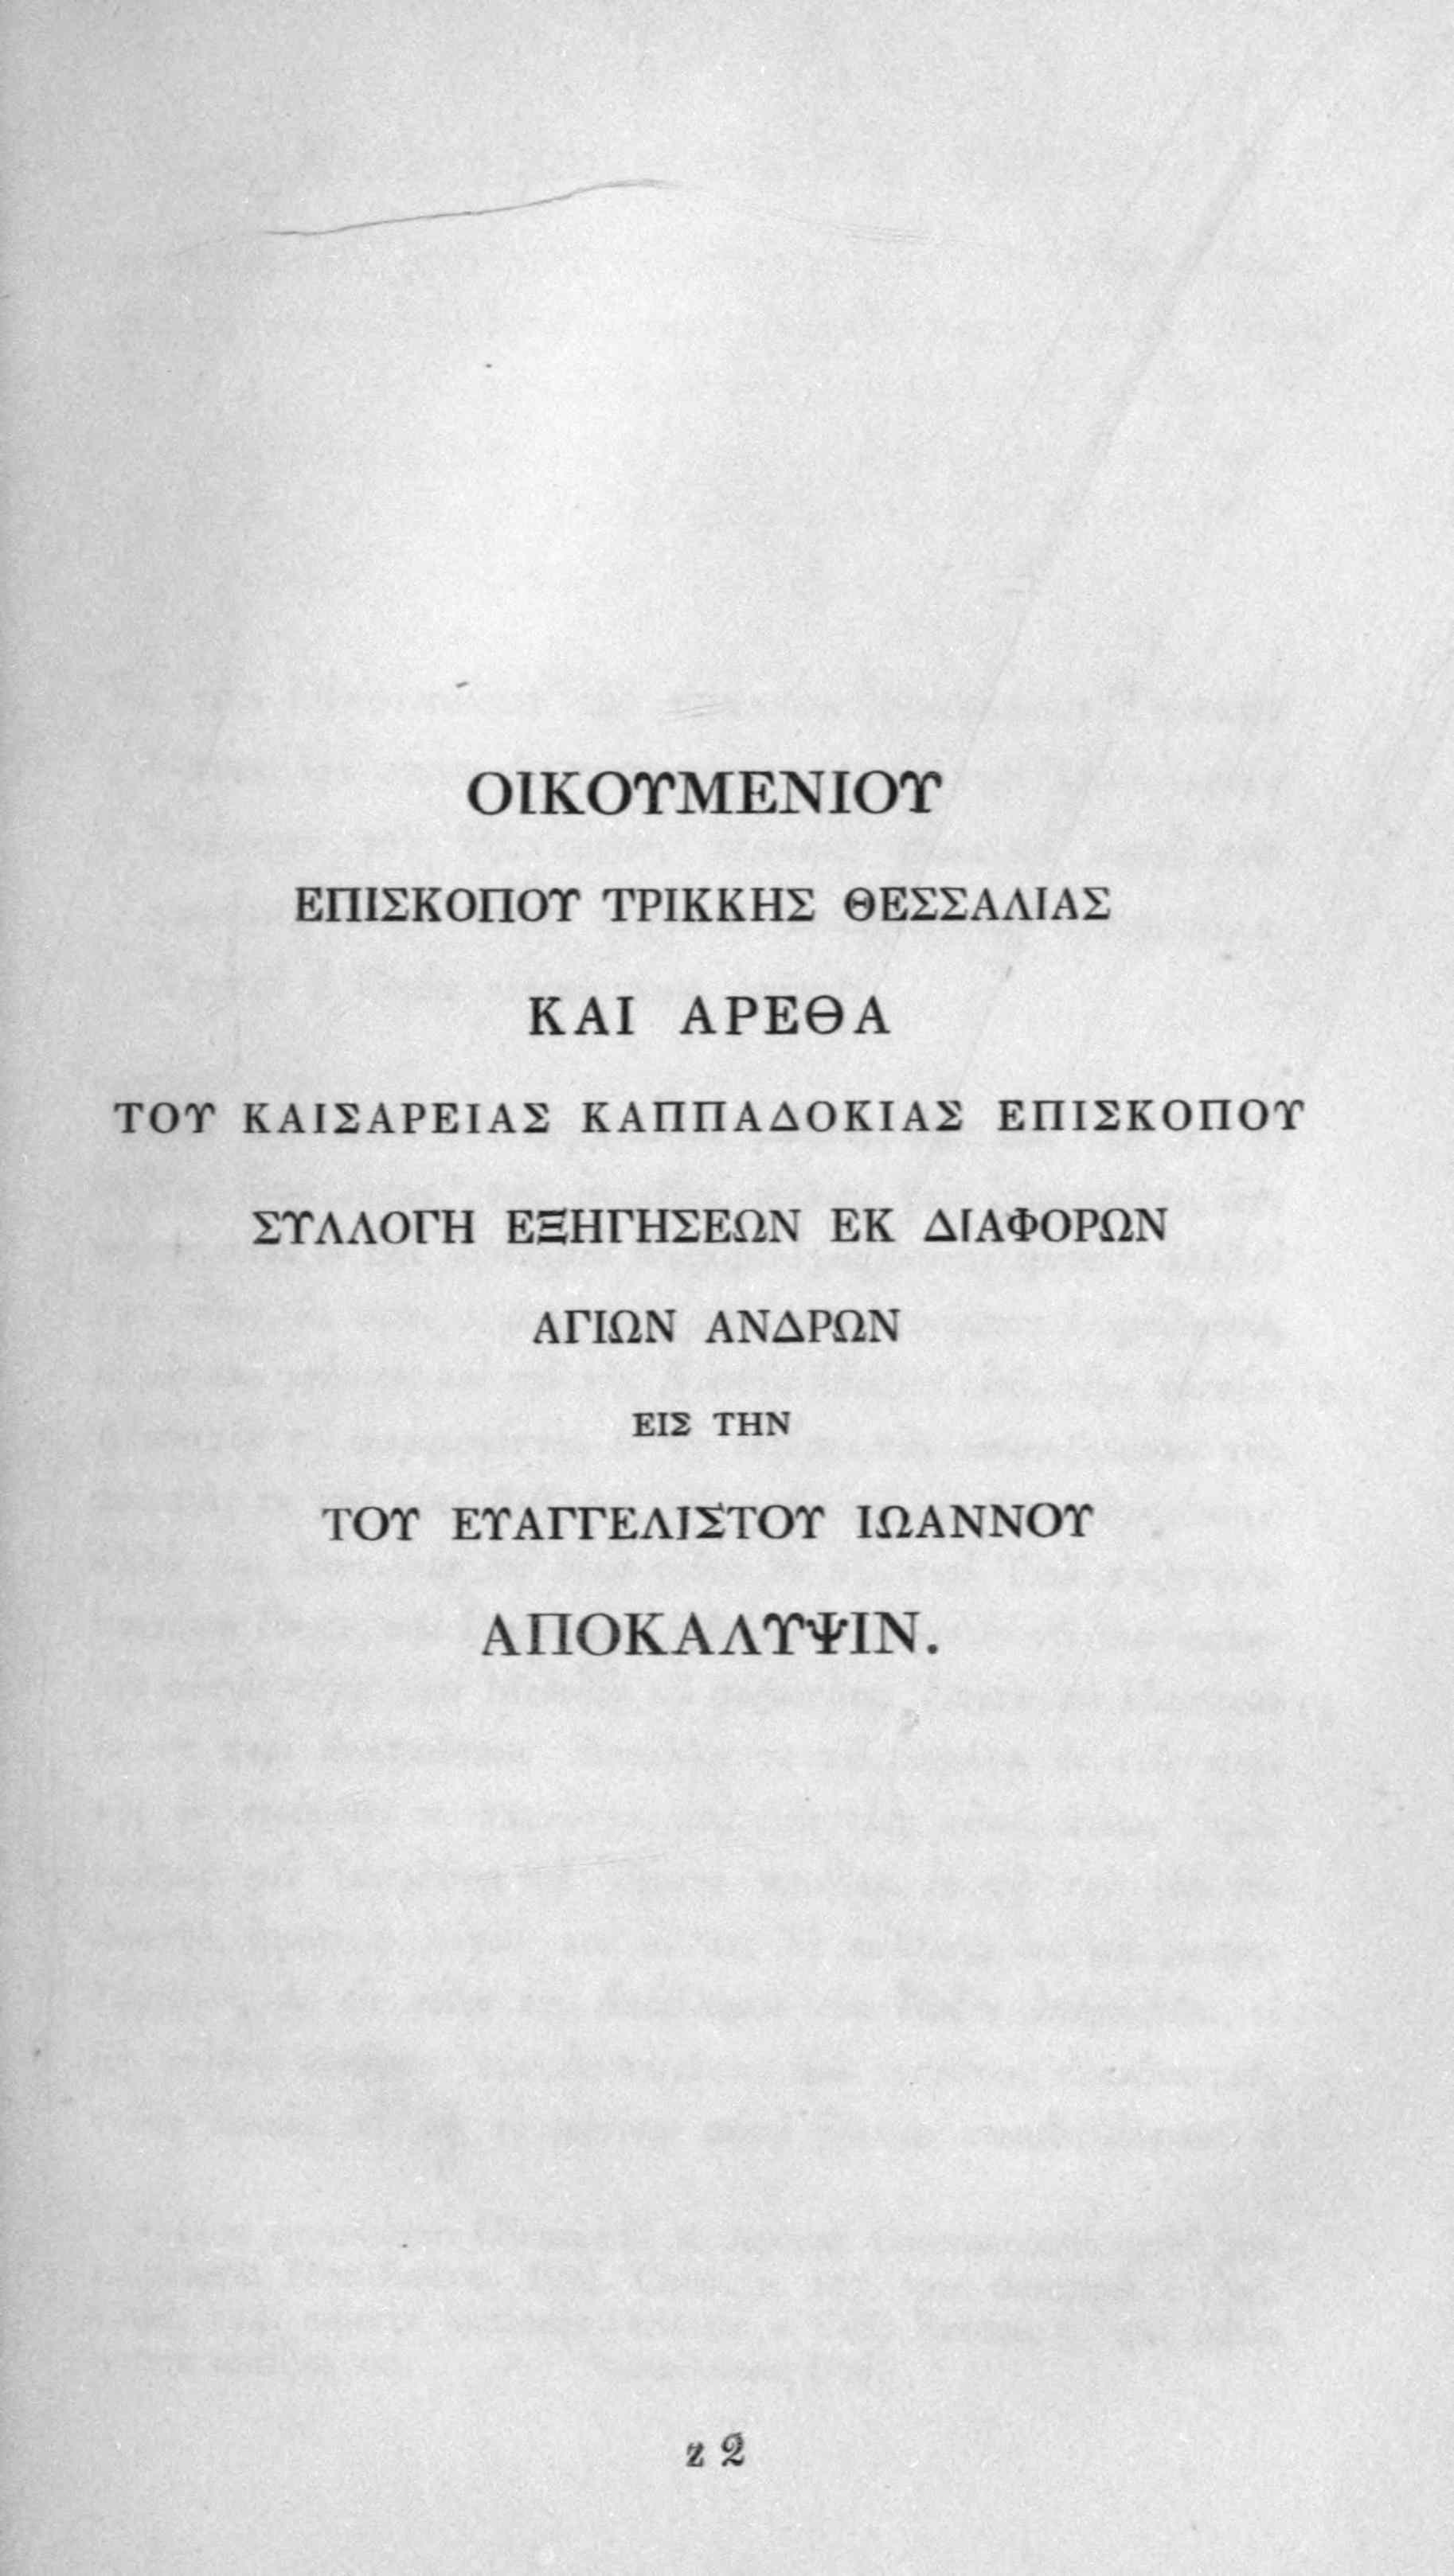 ΟΙΚΟΥΜΕΝΙΟΥ
ΕΠΙΣΚΟΠΟΥ ΤΡΙΚΚΗΣ ΘΕΣΣΑΛΙΑΣ
ΚΑΙ ΑΡΕΘΑ
ΤΟΥ ΚΑΙΣΑΡΕΙΑΣ ΚΑΠΠΑΔΟΚΙΑΣ ΕΠΙΣΚΟΠΟΥ
ΣΥΛΛΟΓΗ ΕΞΗΓΗΣΕΩΝ ΕΚ ΔΙΑΦΟΡΩΝ
ΑΓΙΩΝ ΑΝΔΡΩΝ
ΕΙΣ ΤΗΝ
ΤΟΥ ΕΥΑΓΓΕΛΙΣΤΟΥ ΙΩΑΝΝΟΥ
ΑΠΟΚΑΛΥΨΙΝ.
z 2